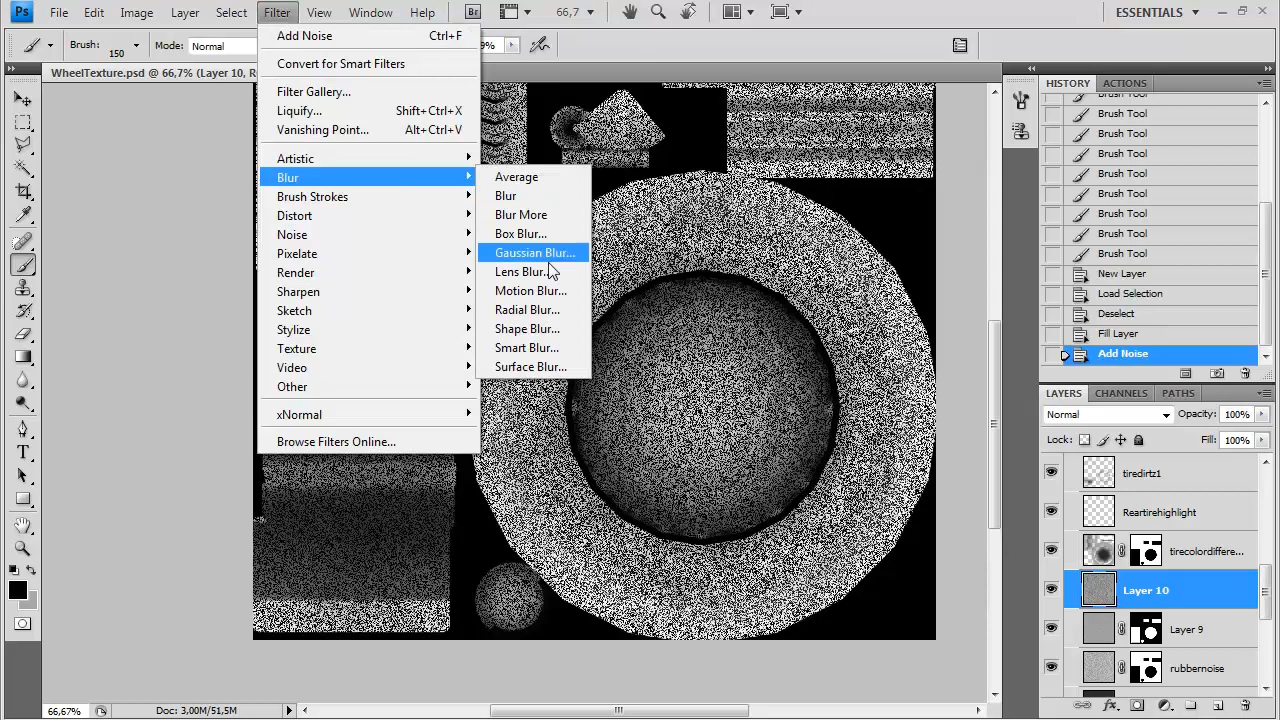 Ps File Edit Image Layer Select Filter View Window Help Br 66,7 ESSENTIALS
Brush: 150 Mode: Normal 9%
WheelTexture.psd @ 66,7% (Layer 10, R
Add Noise Ctrl+F
Convert for Smart Filters
Filter Gallery...
Liquify... Shift+Ctrl+X
Vanishing Point... Alt+Ctrl+V
Artistic
Blur
Brush Strokes
Distort
Noise
Pixelate
Render
Sharpen
Sketch
Stylize
Texture
Video
Other
xNormal
Browse Filters Online...
Average
Blur
Blur More
Box Blur...
Gaussian Blur...
Lens Blur...
Motion Blur...
Radial Blur...
Shape Blur...
Smart Blur...
Surface Blur...
HISTORY ACTIONS
Brush Tool
Brush Tool
Brush Tool
Brush Tool
Brush Tool
Brush Tool
Brush Tool
Brush Tool
Brush Tool
New Layer
Load Selection
Deselect
Fill Layer
Add Noise
LAYERS CHANNELS PATHS
Normal Opacity: 100%
Lock: Fill: 100%
tiredirtz1
Reartirehighlight
tirecolordiffere...
Layer 10
Layer 9
rubbernoise
66,67% Doc: 3,00M/51,5M